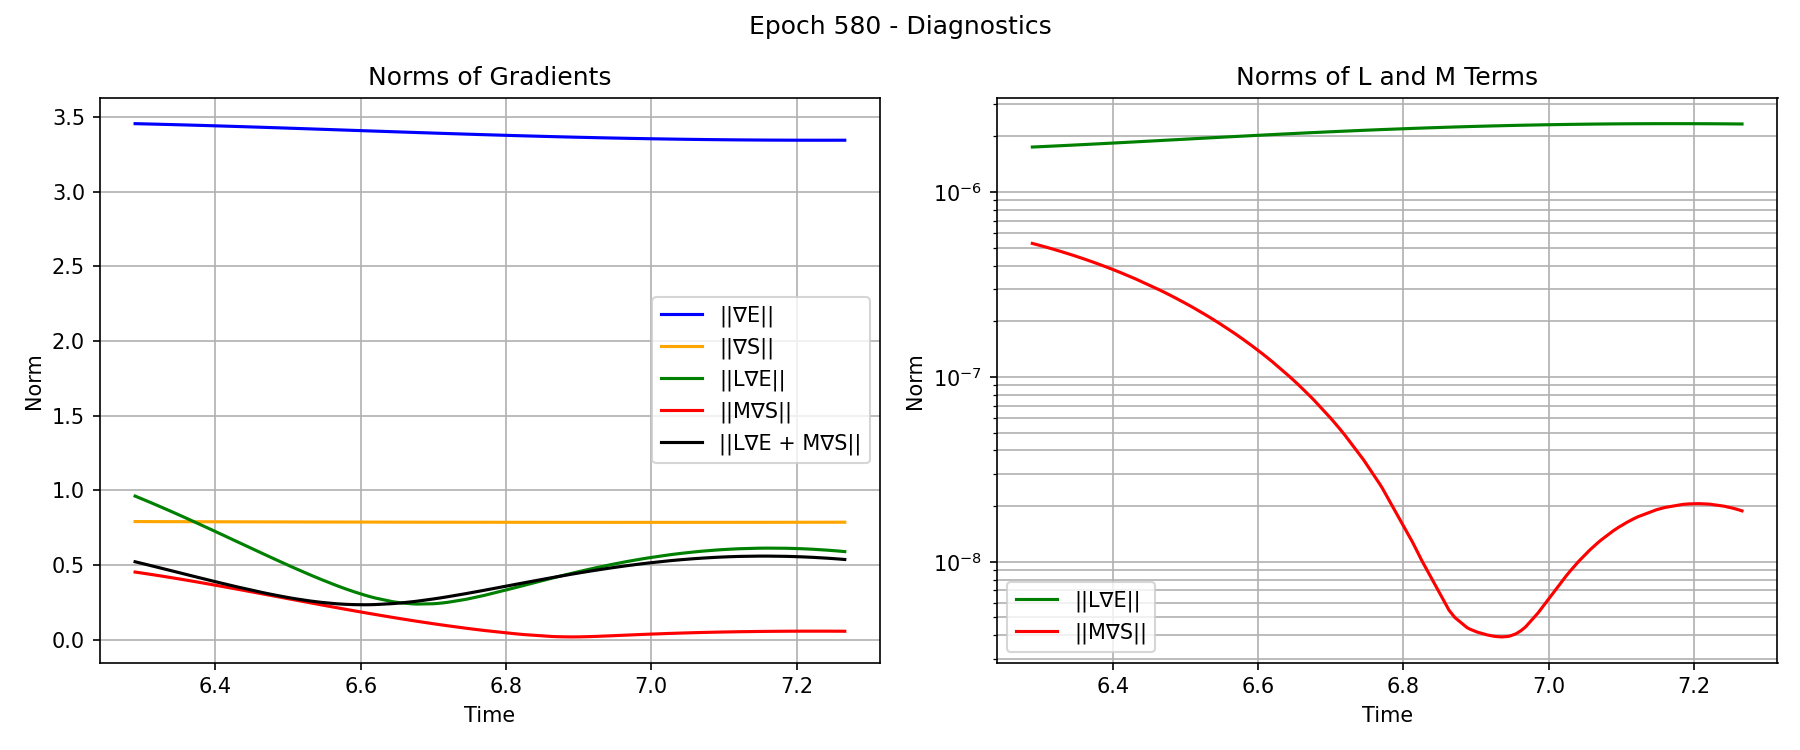 Epoch 580 - Diagnostics
Norms of Gradients
Norm
3.5
3.0
2.5
2.0
1.5
1.0
0.5
0.0
||∇E||
||∇S||
||L∇E||
||M∇S||
||L∇E + M∇S||
6.4
6.6
6.8
7.0
7.2
Time
Norms of L and M Terms
Norm
10⁻⁶
10⁻⁷
10⁻⁸
||L∇E||
||M∇S||
6.4
6.6
6.8
7.0
7.2
Time